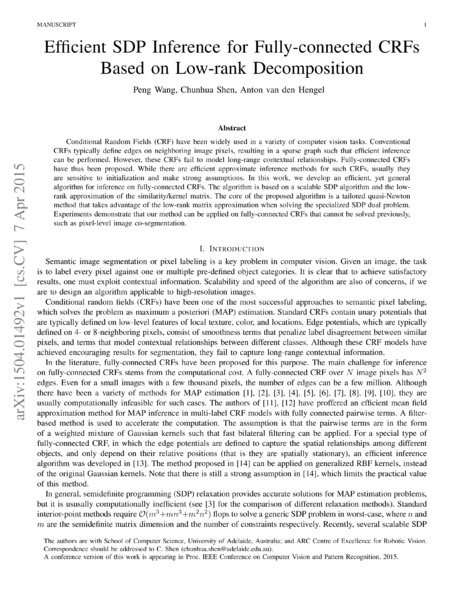 MANUSCRIPT 1
Efficient SDP Inference for Fully-connected CRFs
Based on Low-rank Decomposition
Peng Wang, Chunhua Shen, Anton van den Hengel
Abstract
Conditional Random Fields (CRF) have been widely used in a variety of computer vision tasks. Conventional
CRFs typically define edges on neighboring image pixels, resulting in a sparse graph such that efficient inference
can be performed. However, these CRFs fail to model long-range contextual relationships. Fully-connected CRFs
have thus been proposed. While there are efficient approximate inference methods for such CRFs, usually they
are sensitive to initialization and make strong assumptions. In this work, we develop an efficient, yet general
algorithm for inference on fully-connected CRFs. The algorithm is based on a scalable SDP algorithm and the low-
rank approximation of the similarity/kernel matrix. The core of the proposed algorithm is a tailored quasi-Newton
method that takes advantage of the low-rank matrix approximation when solving the specialized SDP dual problem.
Experiments demonstrate that our method can be applied on fully-connected CRFs that cannot be solved previously,
such as pixel-level image co-segmentation.
I. INTRODUCTION
Semantic image segmentation or pixel labeling is a key problem in computer vision. Given an image, the task
is to label every pixel against one or multiple pre-defined object categories. It is clear that to achieve satisfactory
results, one must exploit contextual information. Scalability and speed of the algorithm are also of concerns, if we
are to design an algorithm applicable to high-resolution images.
Conditional random fields (CRFs) have been one of the most successful approaches to semantic pixel labeling,
which solves the problem as maximum a posteriori (MAP) estimation. Standard CRFs contain unary potentials that
are typically defined on low-level features of local texture, color, and locations. Edge potentials, which are typically
defined on 4- or 8-neighboring pixels, consist of smoothness terms that penalize label disagreement between similar
pixels, and terms that model contextual relationships between different classes. Although these CRF models have
achieved encouraging results for segmentation, they fail to capture long-range contextual information.
In the literature, fully-connected CRFs have been proposed for this purpose. The main challenge for inference
on fully-connected CRFs stems from the computational cost. A fully-connected CRF over N image pixels has N²
edges. Even for a small images with a few thousand pixels, the number of edges can be a few million. Although
there have been a variety of methods for MAP estimation [1], [2], [3], [4], [5], [6], [7], [8], [9], [10], they are
usually computationally infeasible for such cases. The authors of [11], [12] have proffered an efficient mean field
approximation method for MAP inference in multi-label CRF models with fully connected pairwise terms. A filter-
based method is used to accelerate the computation. The assumption is that the pairwise terms are in the form
of a weighted mixture of Gaussian kernels such that fast bilateral filtering can be applied. For a special type of
fully-connected CRF, in which the edge potentials are defined to capture the spatial relationships among different
objects, and only depend on their relative positions (that is they are spatially stationary), an efficient inference
algorithm was developed in [13]. The method proposed in [14] can be applied on generalized RBF kernels, instead
of the original Gaussian kernels. Note that there is still a strong assumption in [14], which limits the practical value
of this method.
In general, semidefinite programming (SDP) relaxation provides accurate solutions for MAP estimation problems,
but it is ususally computationally inefficient (see [3] for the comparison of different relaxation methods). Standard
interior-point methods require O(m³+mn³+m²n²) flops to solve a generic SDP problem in worst-case, where n and
m are the semidefinite matrix dimension and the number of constraints respectively. Recently, several scalable SDP
The authors are with School of Computer Science, University of Adelaide, Australia; and ARC Centre of Excellence for Robotic Vision.
Correspondence should be addressed to C. Shen (chunhua.shen@adelaide.edu.au).
A conference version of this work is appearing in Proc. IEEE Conference on Computer Vision and Pattern Recognition, 2015.
arXiv:1504.01492v1 [cs.CV] 7 Apr 2015